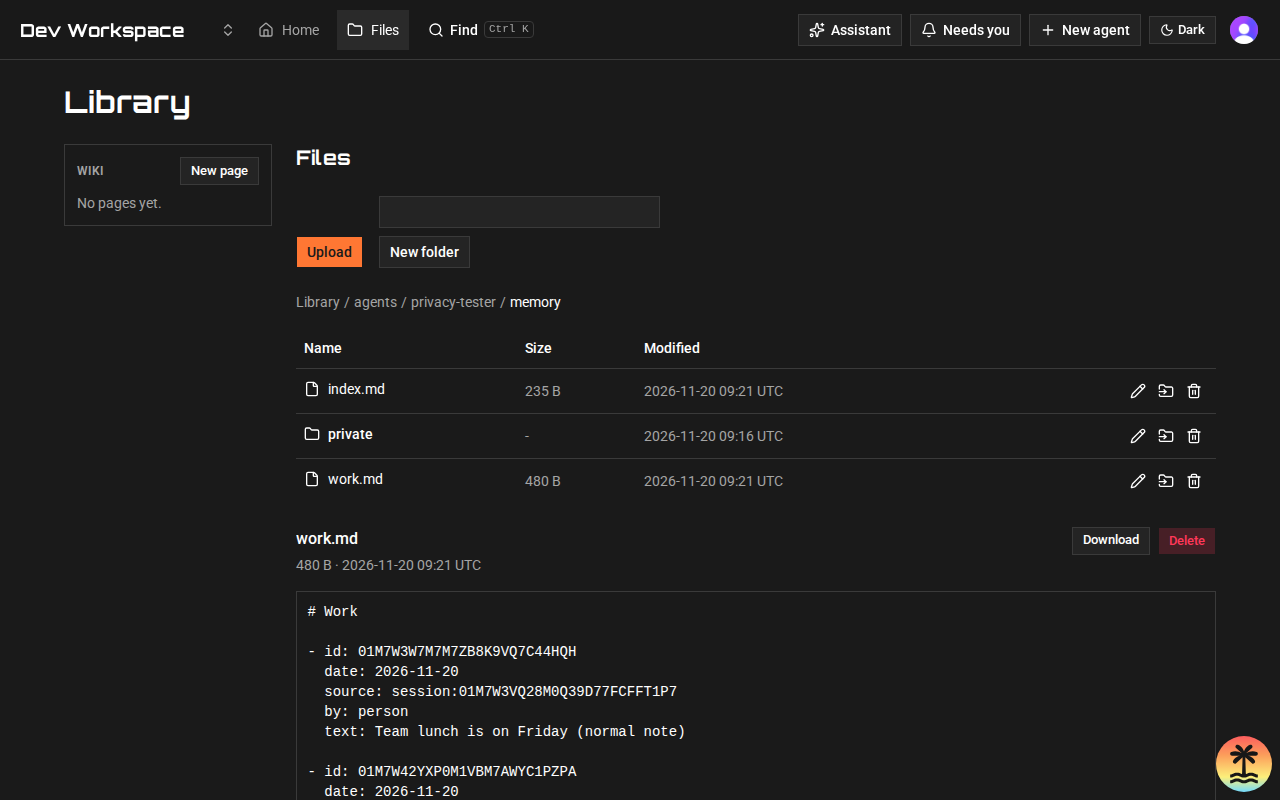 Dev Workspace
Home
Files
Find
Ctrl K
Assistant
Needs you
New agent
Dark
Library
WIKI
New page
No pages yet.
Files
Upload
New folder
Library / agents / privacy-tester / memory
Name Size Modified
index.md 235 B 2026-11-20 09:21 UTC
private - 2026-11-20 09:16 UTC
work.md 480 B 2026-11-20 09:21 UTC
work.md
Download
Delete
480 B · 2026-11-20 09:21 UTC
# Work
- id: 01M7W3W7M7M7ZB8K9VQ7C44HQH
date: 2026-11-20
source: session:01M7W3VQ28M0Q39D77FCFFT1P7
by: person
text: Team lunch is on Friday (normal note)
- id: 01M7W42YXP0M1VBM7AWYC1PZPA
date: 2026-11-20